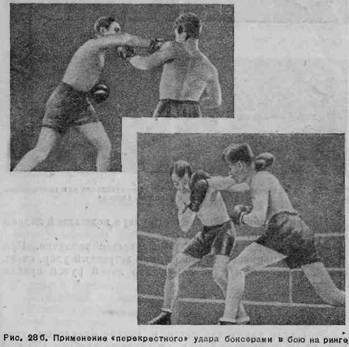 Рис. 28б. Применение «перекрестного» удара боксерами в бою на ринге